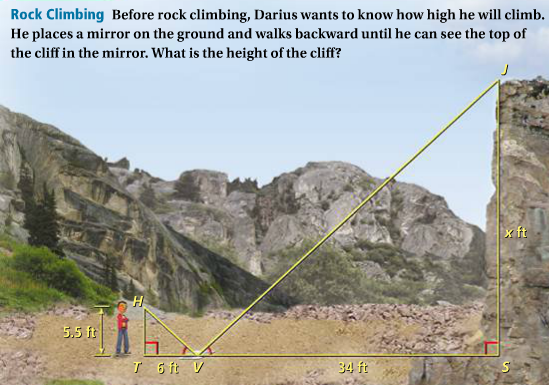 Rock Climbing Before rock climbing, Darius wants to know how high he will climb.
He places a mirror on the ground and walks backward until he can see the top of
the cliff in the mirror. What is the height of the cliff?
J
x ft
H
5.5 ft
T 6 ft V 34 ft S